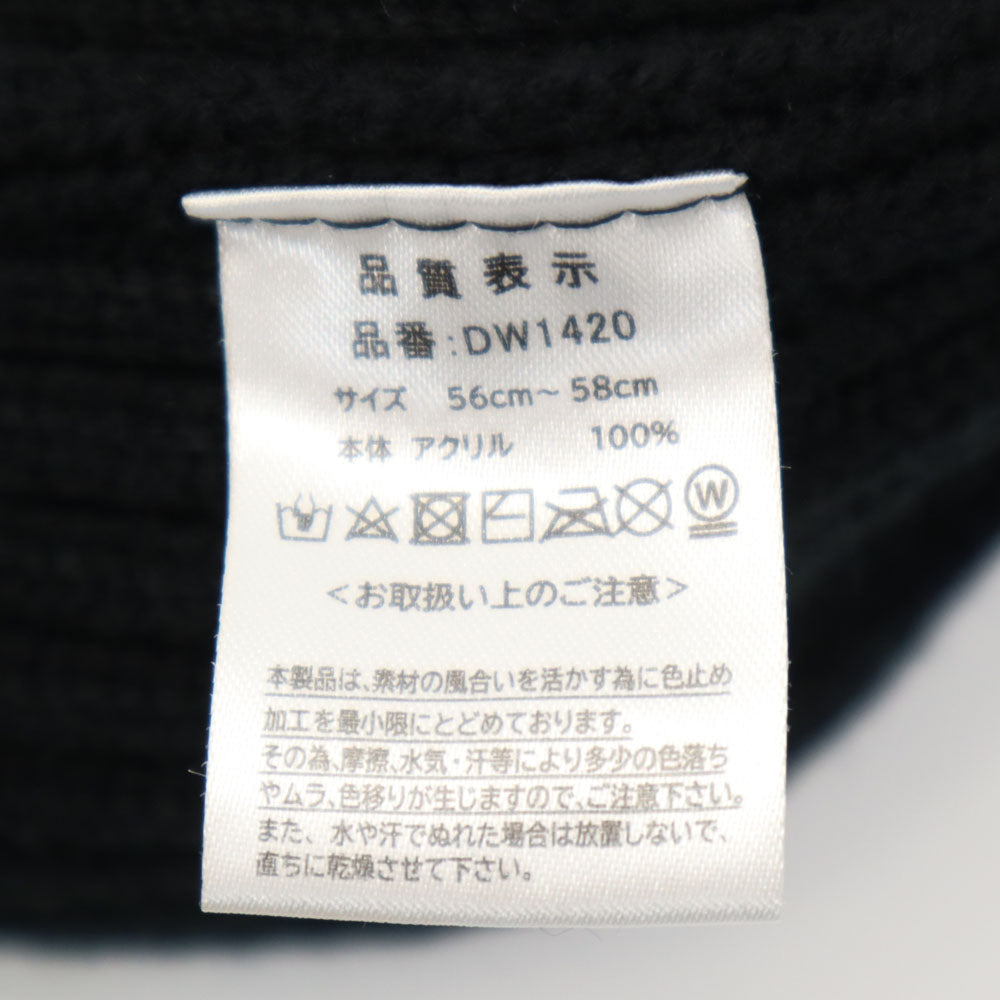 品質表示
品番:DW1420
サイズ 56cm～58cm
本体 アクリル 100%
W
<お取扱い上のご注意>
本製品は、素材の風合いを活かす為に色止め
加工を最小限にとどめております。
その為、摩擦、水気・汗等により多少の色落ち
やムラ、色移りが生じますので、ご注意下さい。
また、水や汗でぬれた場合は放置しないで、
直ちに乾燥させて下さい。